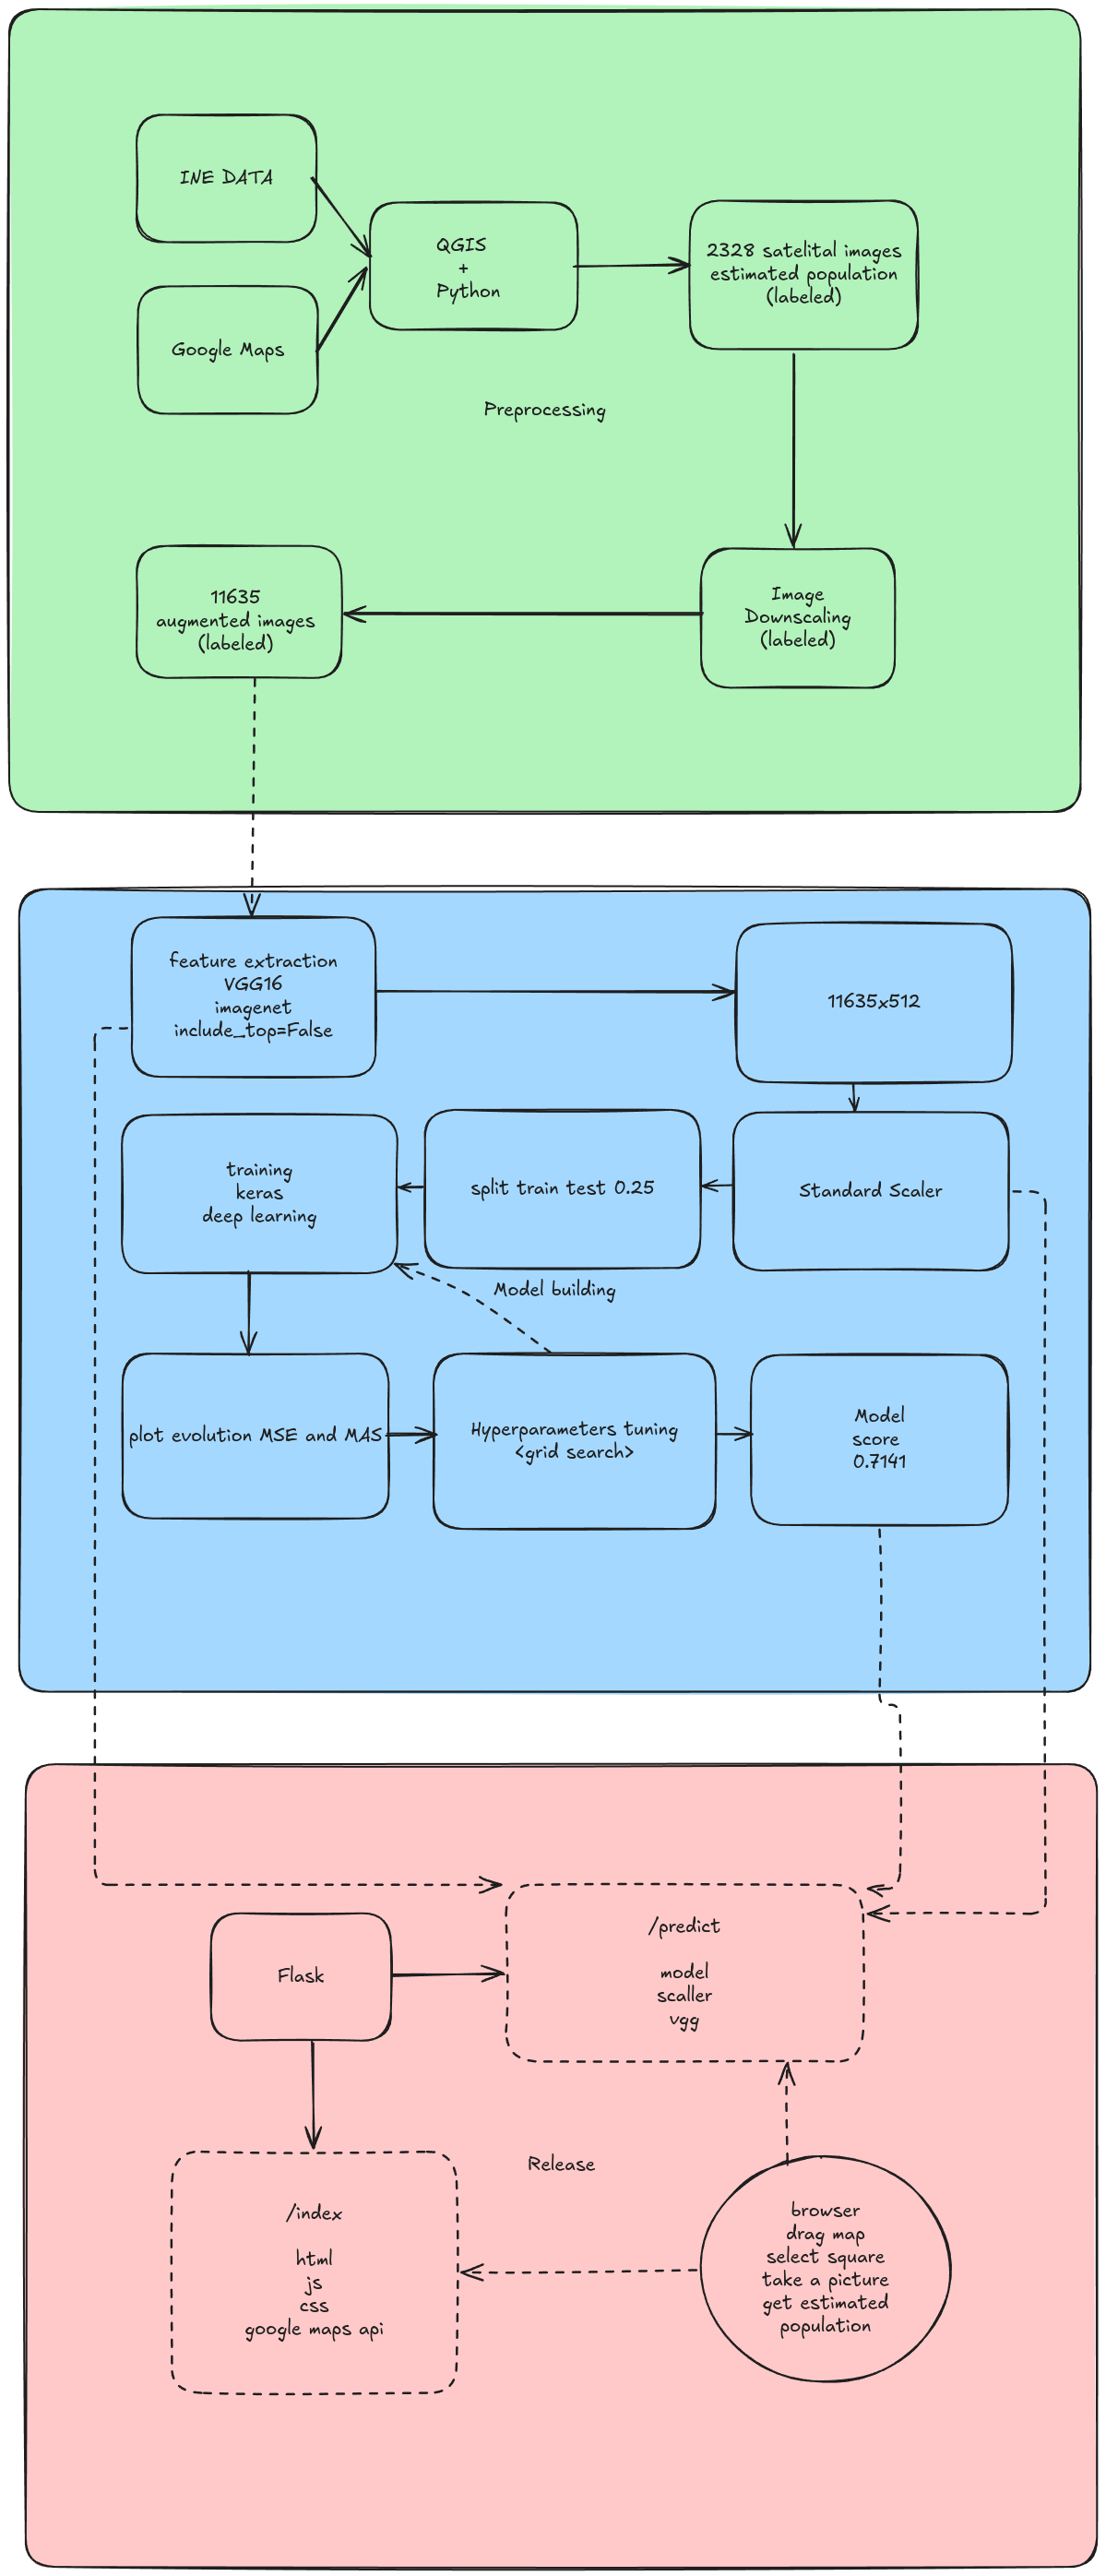 INE DATA
QGIS
+
Python
2328 satelital images
estimated population
(labeled)
Google Maps
Preprocessing
11635
augmented images
(labeled)
Image
Downscaling
(labeled)
feature extraction
VGG16
imagenet
include_top=False
11635x512
training
keras
deep learning
split train test 0.25
Standard Scaler
Model building
plot evolution MSE and MAS
Hyperparameters tuning
<grid search>
Model
score
0.7141
/predict
model
scaller
vgg
Flask
Release
/index
html
js
css
google maps api
browser
drag map
select square
take a picture
get estimated
population